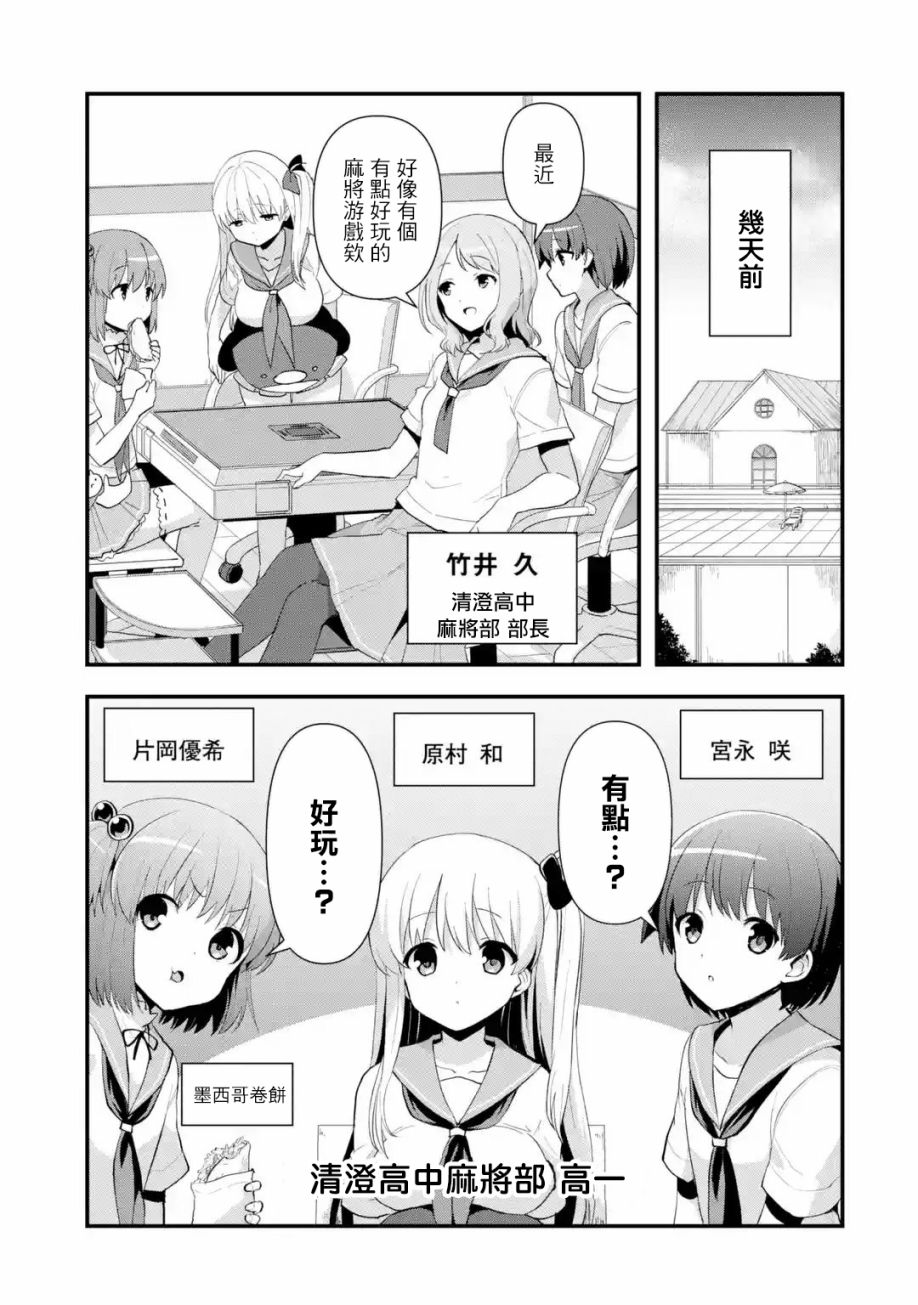 幾天前
最近
好像有個
有點好玩的
麻將游戲欸
竹井 久
清澄高中
麻將部 部長
宮永 咲
有點…?
原村 和
好玩…?
片岡優希
墨西哥卷餅
清澄高中麻將部 高一